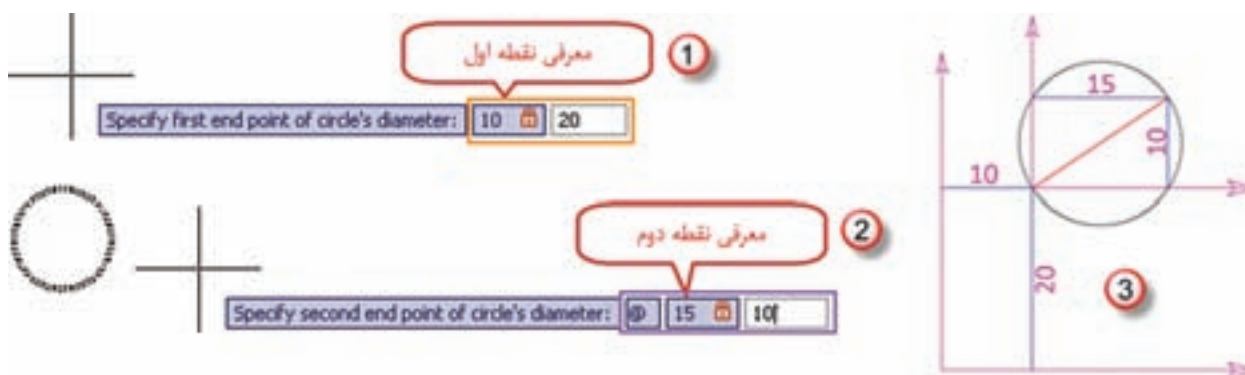 معرفی نقطه اول
1
Specify first end point of circle's diameter: 10 20
معرفی نقطه دوم
2
Specify second end point of circle's diameter: @ 15 10
15
10
10
20
3